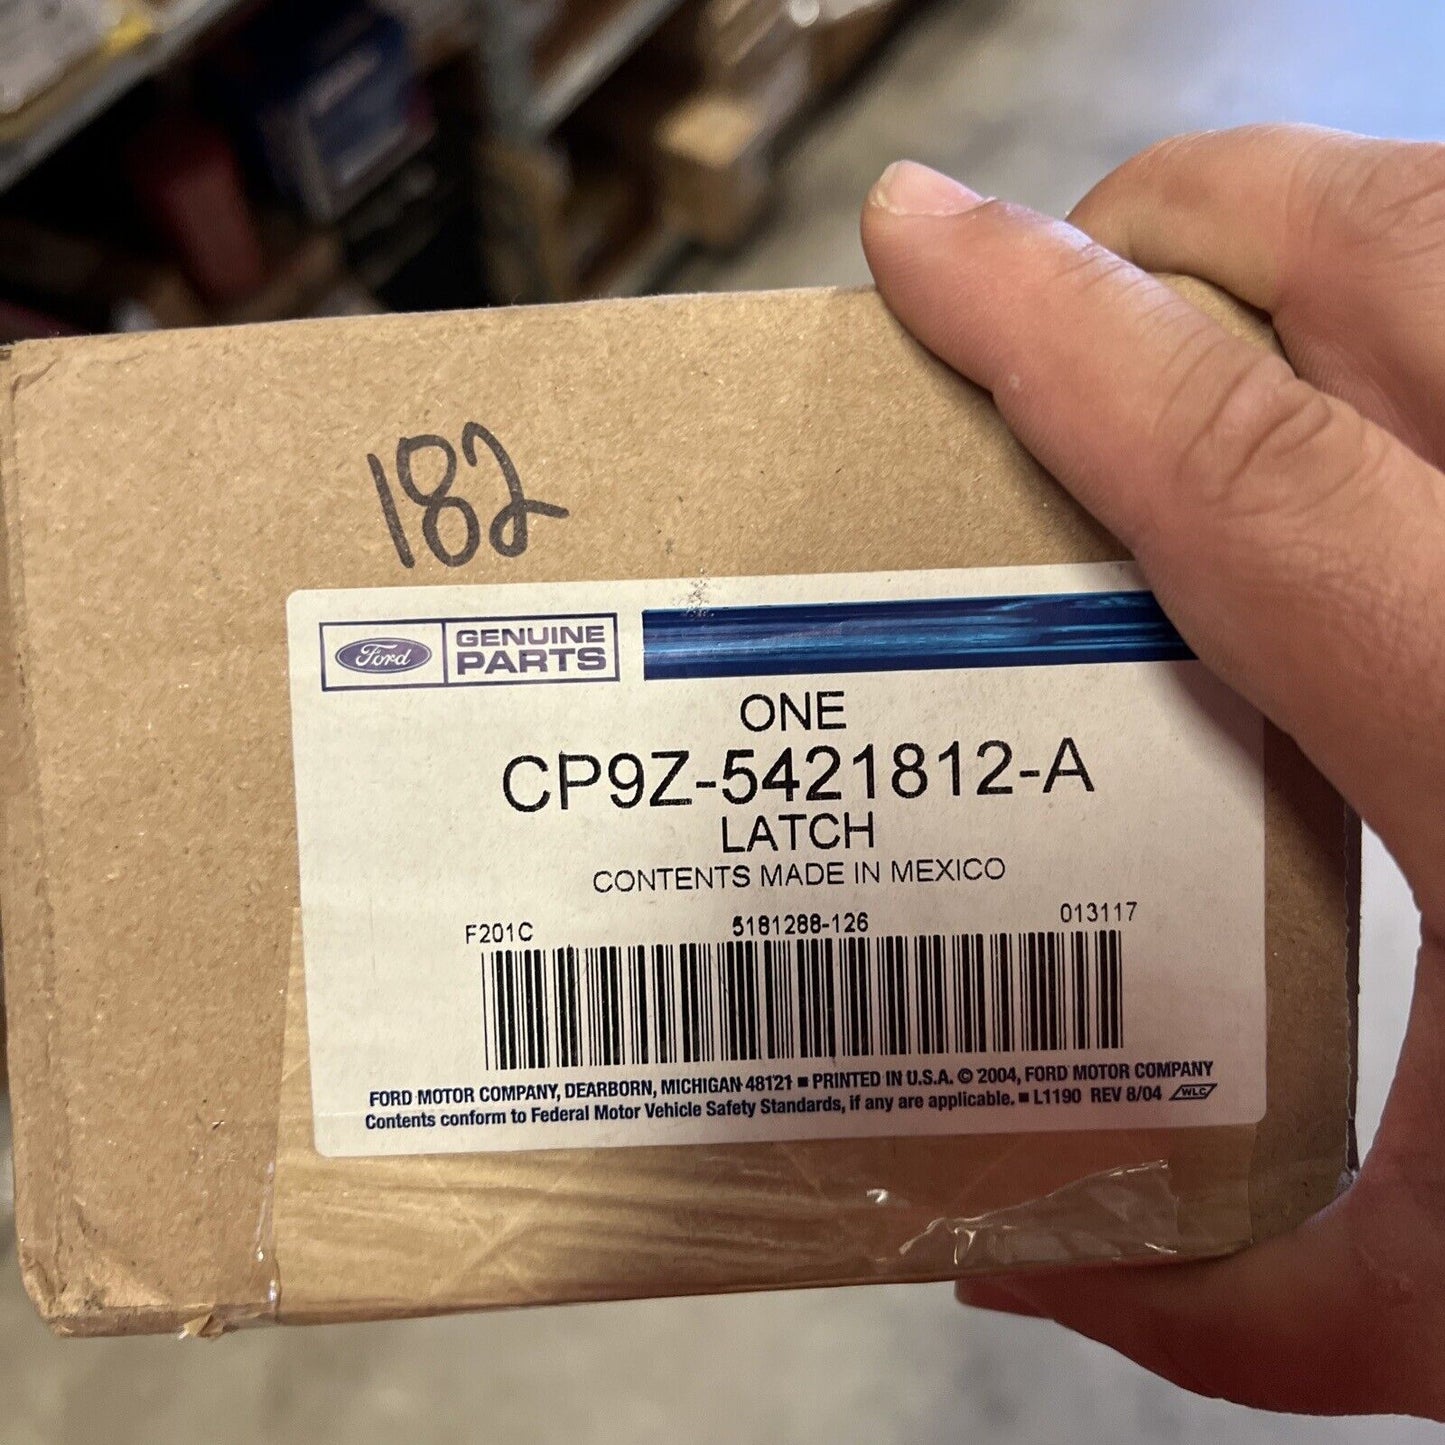 182
Ford
GENUINE
PARTS
ONE
CP9Z-5421812-A
LATCH
CONTENTS MADE IN MEXICO
F201C 5181288-126 013117
FORD MOTOR COMPANY, DEARBORN, MICHIGAN 48121 ■ PRINTED IN U.S.A. © 2004, FORD MOTOR COMPANY
Contents conform to Federal Motor Vehicle Safety Standards, if any are applicable. ■ L1190 REV 8/04 WLC